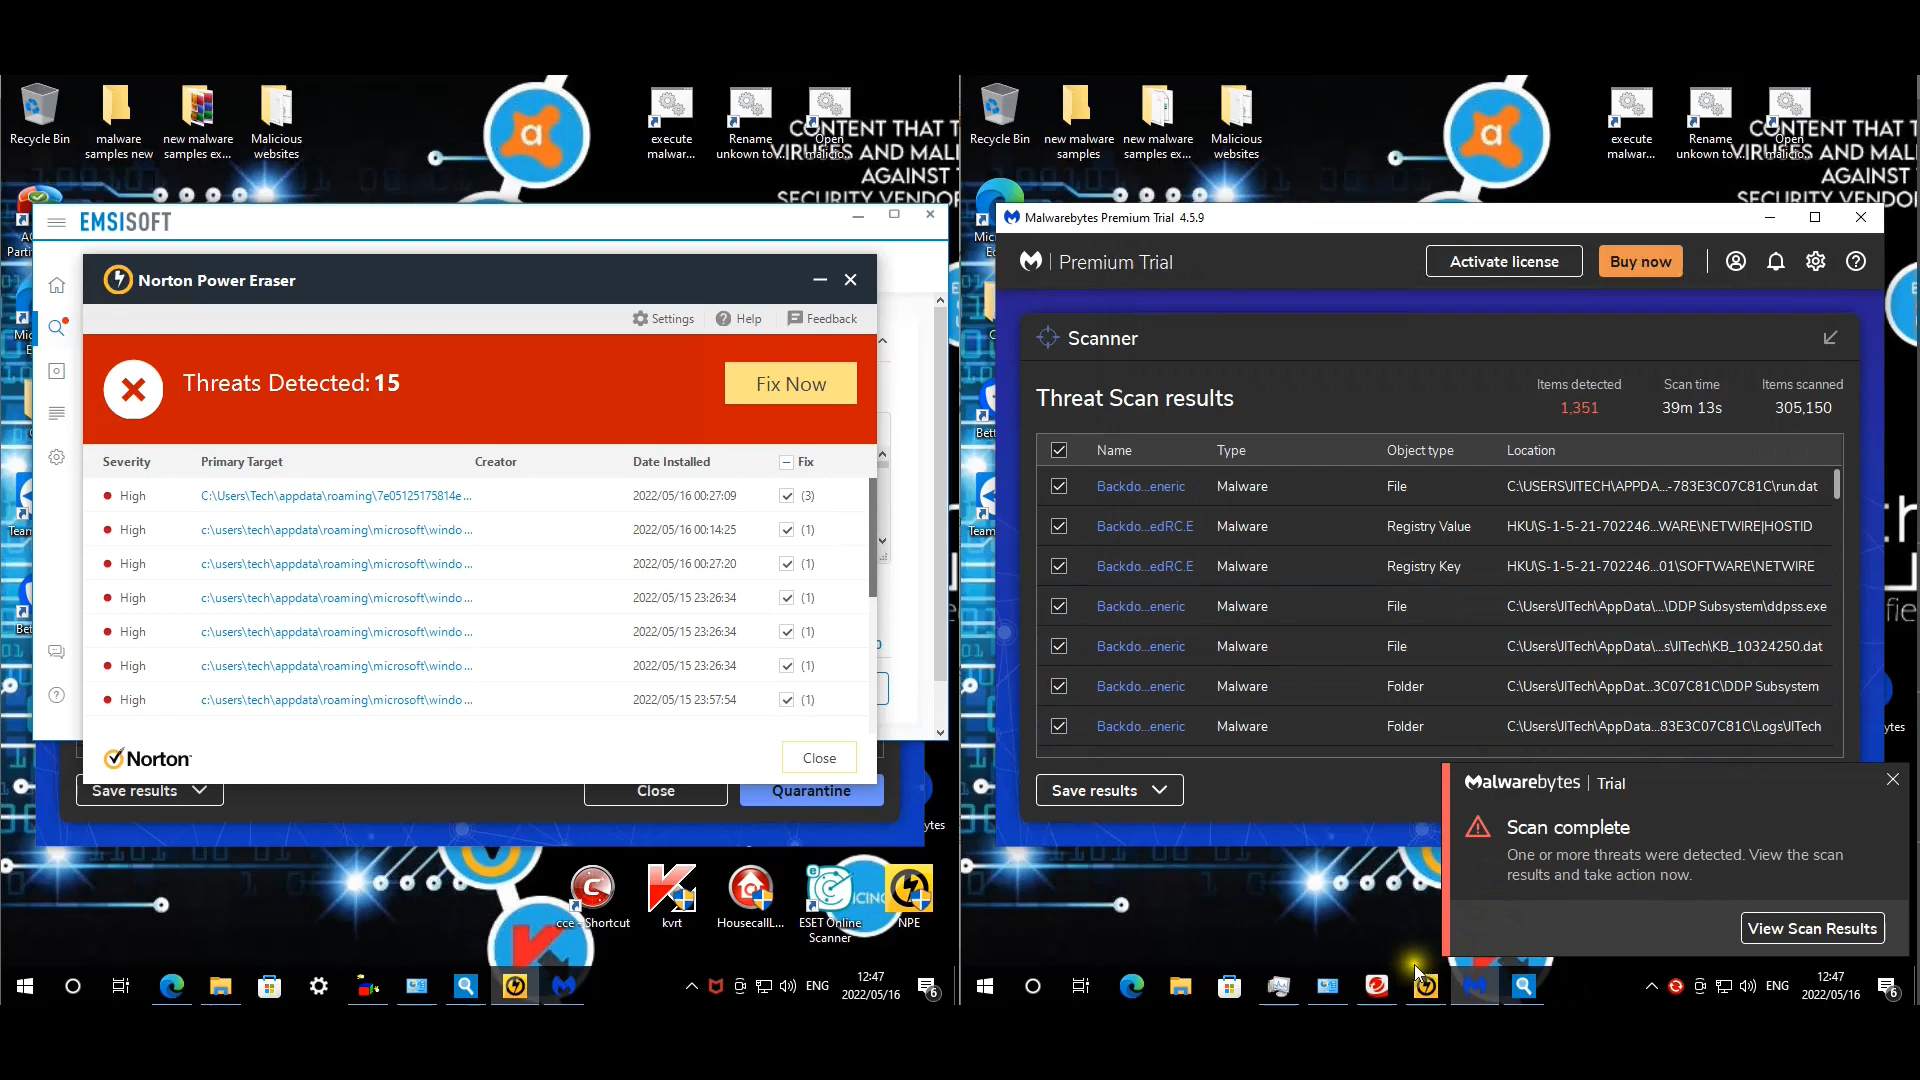 Recycle Bin
malware
samples new
new malware
samples ex...
Malicious
websites
execute
malwar...
Rename
unkown to...
Open
malicio...
CONTENT THAT T
VIRUSES AND MALI
AGAINST
SECURITY VENDOR
EMSISOFT
Norton Power Eraser
Settings
Help
Feedback
Threats Detected: 15
Fix Now
Severity Primary Target Creator Date Installed Fix
High C:\Users\Tech\appdata\roaming\7e05125175814e... 2022/05/16 00:27:09 (3)
High c:\users\tech\appdata\roaming\microsoft\windo... 2022/05/16 00:14:25 (1)
High c:\users\tech\appdata\roaming\microsoft\windo... 2022/05/16 00:27:20 (1)
High c:\users\tech\appdata\roaming\microsoft\windo... 2022/05/15 23:26:34 (1)
High c:\users\tech\appdata\roaming\microsoft\windo... 2022/05/15 23:26:34 (1)
High c:\users\tech\appdata\roaming\microsoft\windo... 2022/05/15 23:26:34 (1)
High c:\users\tech\appdata\roaming\microsoft\windo... 2022/05/15 23:57:54 (1)
Norton
Close
Save results
Close
Quarantine
ytes
cce - Shortcut
kvrt
HousecallL...
ESET Online
Scanner
NPE
ENG
12:47
2022/05/16
6
Recycle Bin
new malware
samples
new malware
samples ex...
Malicious
websites
execute
malwar...
Rename
unkown to...
Open
malicio...
CONTENT THAT T
VIRUSES AND MALI
AGAINST
SECURITY VENDOR
Malwarebytes Premium Trial 4.5.9
Premium Trial
Activate license
Buy now
Scanner
Threat Scan results
Items detected
1,351
Scan time
39m 13s
Items scanned
305,150
Name Type Object type Location
Backdo...eneric Malware File C:\USERS\JITECH\APPDA...-783E3C07C81C\run.dat
Backdo...edRC.E Malware Registry Value HKU\S-1-5-21-702246...WARE\NETWIRE|HOSTID
Backdo...edRC.E Malware Registry Key HKU\S-1-5-21-702246...01\SOFTWARE\NETWIRE
Backdo...eneric Malware File C:\Users\JITech\AppData\...\DDP Subsystem\ddpss.exe
Backdo...eneric Malware File C:\Users\JITech\AppData\...s\JITech\KB_10324250.dat
Backdo...eneric Malware Folder C:\Users\JITech\AppDat...3C07C81C\DDP Subsystem
Backdo...eneric Malware Folder C:\Users\JITech\AppData...83E3C07C81C\Logs\JITech
Save results
ytes
Malwarebytes | Trial
Scan complete
One or more threats were detected. View the scan
results and take action now.
View Scan Results
ENG
12:47
2022/05/16
6